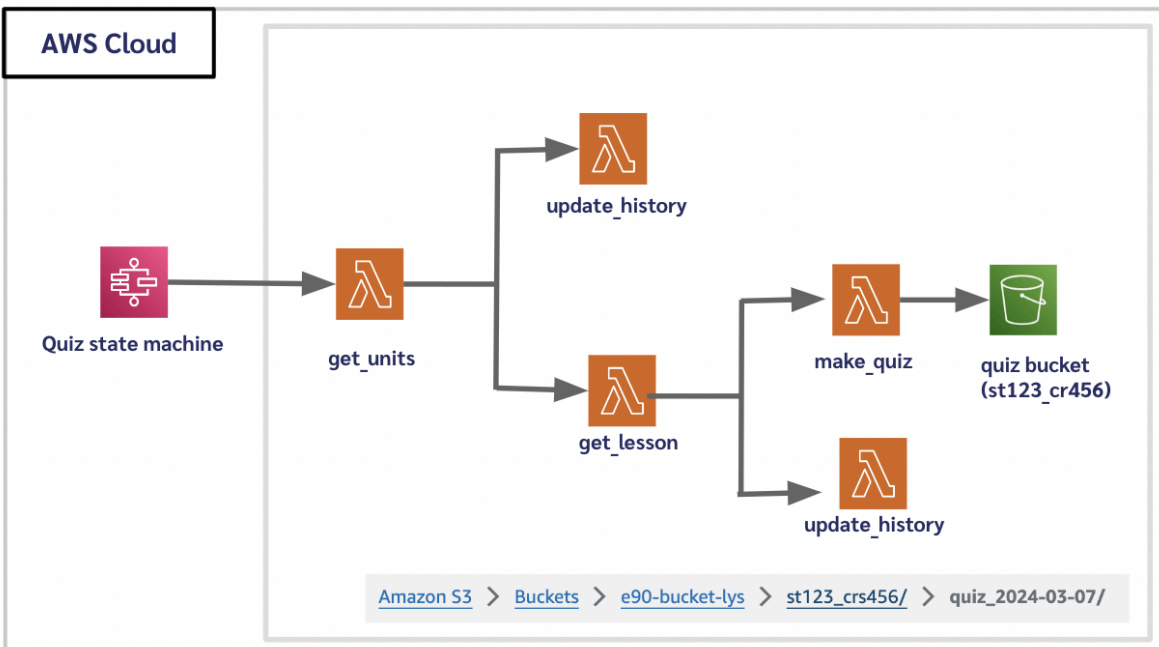 AWS Cloud
update_history
Quiz state machine
get_units
make_quiz
quiz bucket
(st123_cr456)
get_lesson
update_history
Amazon S3 > Buckets > e90-bucket-lys > st123_crs456/ > quiz_2024-03-07/